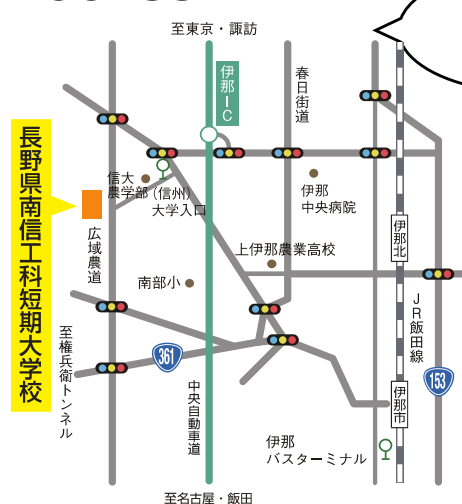 至東京・諏訪
伊那IC
春日街道
長野県南信工科短期大学校
信大
農学部
(信州)
大学入口
伊那
中央病院
広域農道
上伊那農業高校
伊那北
南部小
JR飯田線
至権兵衛トンネル
361
153
中央自動車道
伊那市
伊那
バスターミナル
至名古屋・飯田